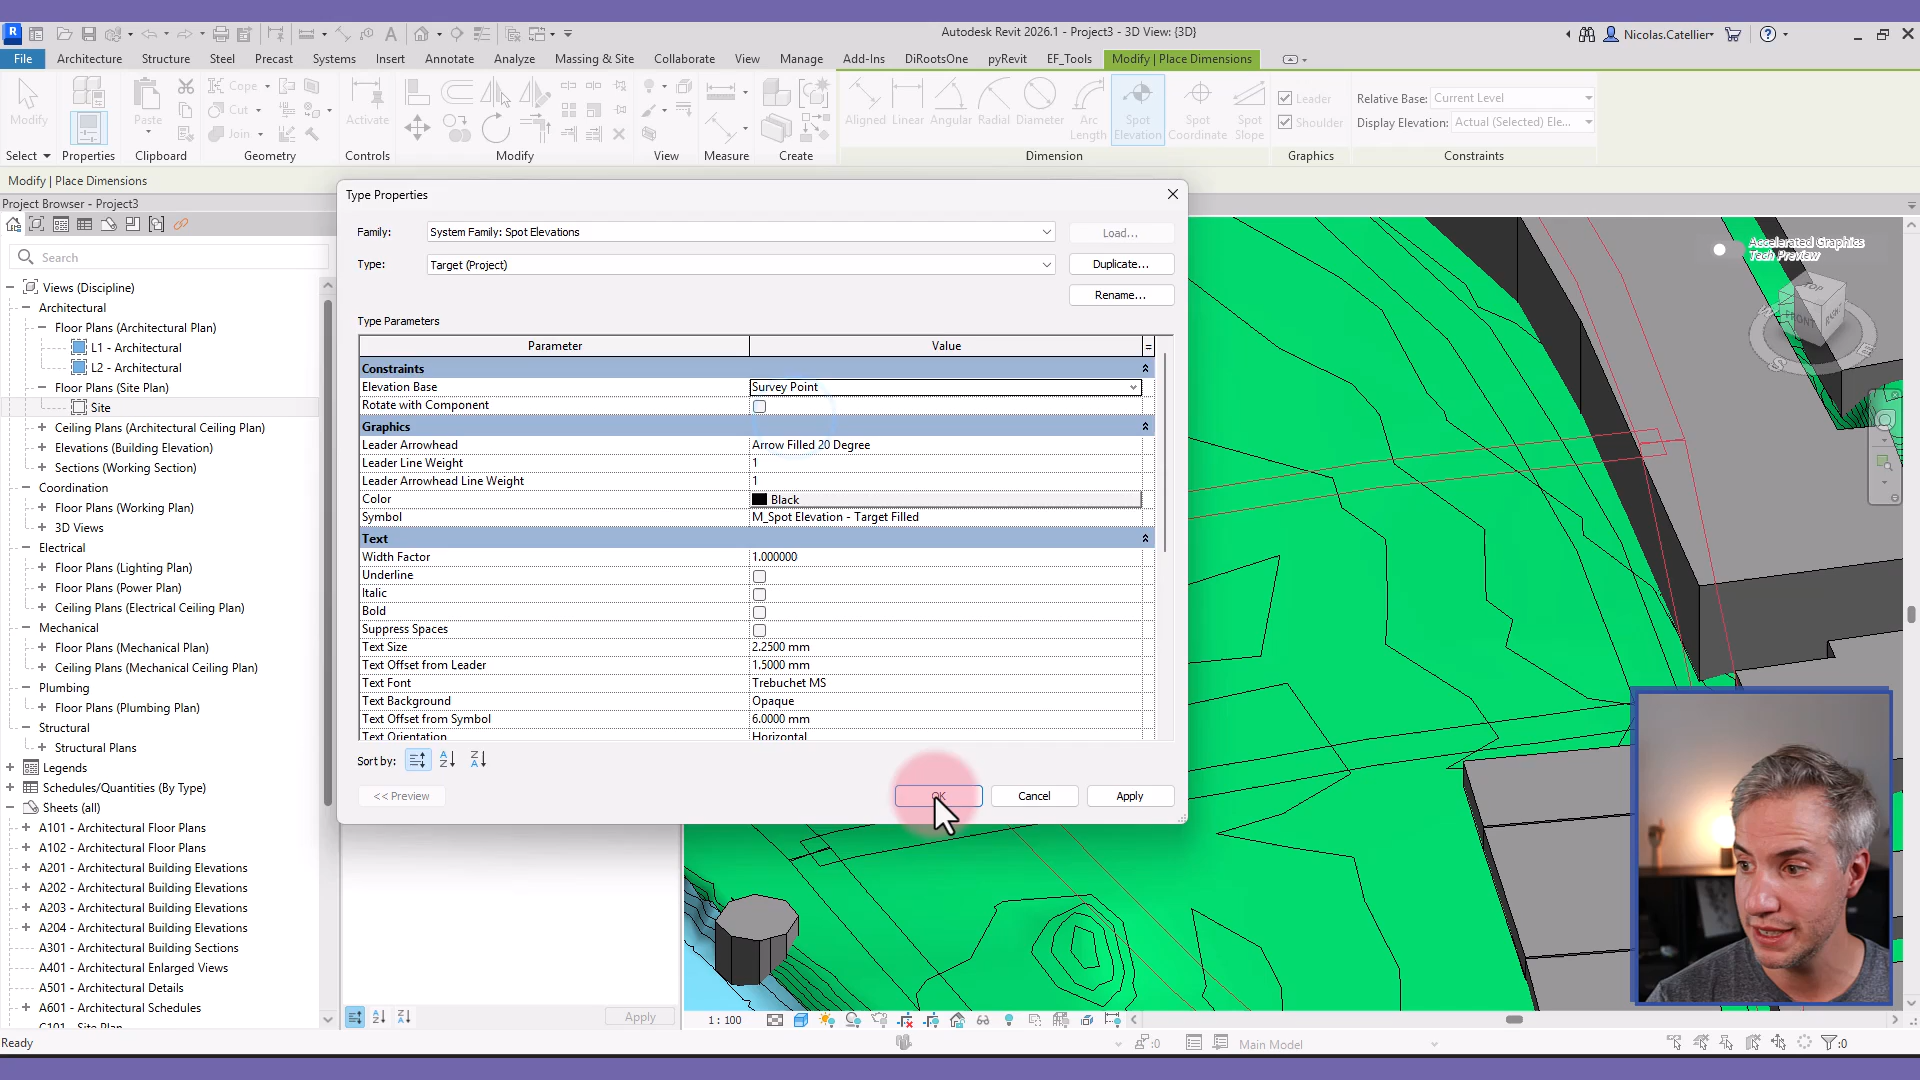 Autodesk Revit 2026.1 - Project3 - 3D View: {3D}
Nicolas.Catellier
File Architecture Structure Steel Precast Systems Insert Annotate Analyze Massing & Site Collaborate View Manage Add-Ins DiRootsOne pyRevit EF_Tools Modify | Place Dimensions
Modify
Paste
Cope
Cut
Join
Activate
Aligned Linear Angular Radial Diameter Arc Length Spot Elevation Spot Coordinate Spot Slope
Leader
Shoulder
Relative Base: Current Level
Display Elevation: Actual (Selected) Ele...
Select Properties Clipboard Geometry Controls Modify View Measure Create Dimension Graphics Constraints
Modify | Place Dimensions
Project Browser - Project3
Search
Views (Discipline)
Architectural
Floor Plans (Architectural Plan)
L1 - Architectural
L2 - Architectural
Floor Plans (Site Plan)
Site
Ceiling Plans (Architectural Ceiling Plan)
Elevations (Building Elevation)
Sections (Working Section)
Coordination
Floor Plans (Working Plan)
3D Views
Electrical
Floor Plans (Lighting Plan)
Floor Plans (Power Plan)
Ceiling Plans (Electrical Ceiling Plan)
Mechanical
Floor Plans (Mechanical Plan)
Ceiling Plans (Mechanical Ceiling Plan)
Plumbing
Floor Plans (Plumbing Plan)
Structural
Structural Plans
Legends
Schedules/Quantities (By Type)
Sheets (all)
A101 - Architectural Floor Plans
A102 - Architectural Floor Plans
A201 - Architectural Building Elevations
A202 - Architectural Building Elevations
A203 - Architectural Building Elevations
A204 - Architectural Building Elevations
A301 - Architectural Building Sections
A401 - Architectural Enlarged Views
A501 - Architectural Details
A601 - Architectural Schedules
C101 - Site Plan
Type Properties
Family: System Family: Spot Elevations Load...
Type: Target (Project) Duplicate...
Rename...
Type Parameters
Parameter Value =
Constraints
Elevation Base Survey Point
Rotate with Component
Graphics
Leader Arrowhead Arrow Filled 20 Degree
Leader Line Weight 1
Leader Arrowhead Line Weight 1
Color Black
Symbol M_Spot Elevation - Target Filled
Text
Width Factor 1.000000
Underline
Italic
Bold
Suppress Spaces
Text Size 2.2500 mm
Text Offset from Leader 1.5000 mm
Text Font Trebuchet MS
Text Background Opaque
Text Offset from Symbol 6.0000 mm
Text Orientation Horizontal
Sort by:
<< Preview OK Cancel Apply
Accelerated Graphics
Tech Preview
TOP
FRONT
RIGHT
W
S
E
Apply
1 : 100
Ready
:0
Main Model
:0